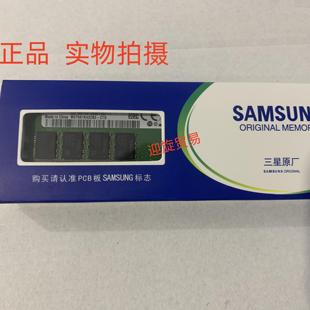 正品 实物拍摄
Made in China
SAMSUN
ORIGINAL MEMOR
迎旋贸易
三星原厂
SAMSUNG ORIGINAL
购买请认准PCB板SAMSUNG标志